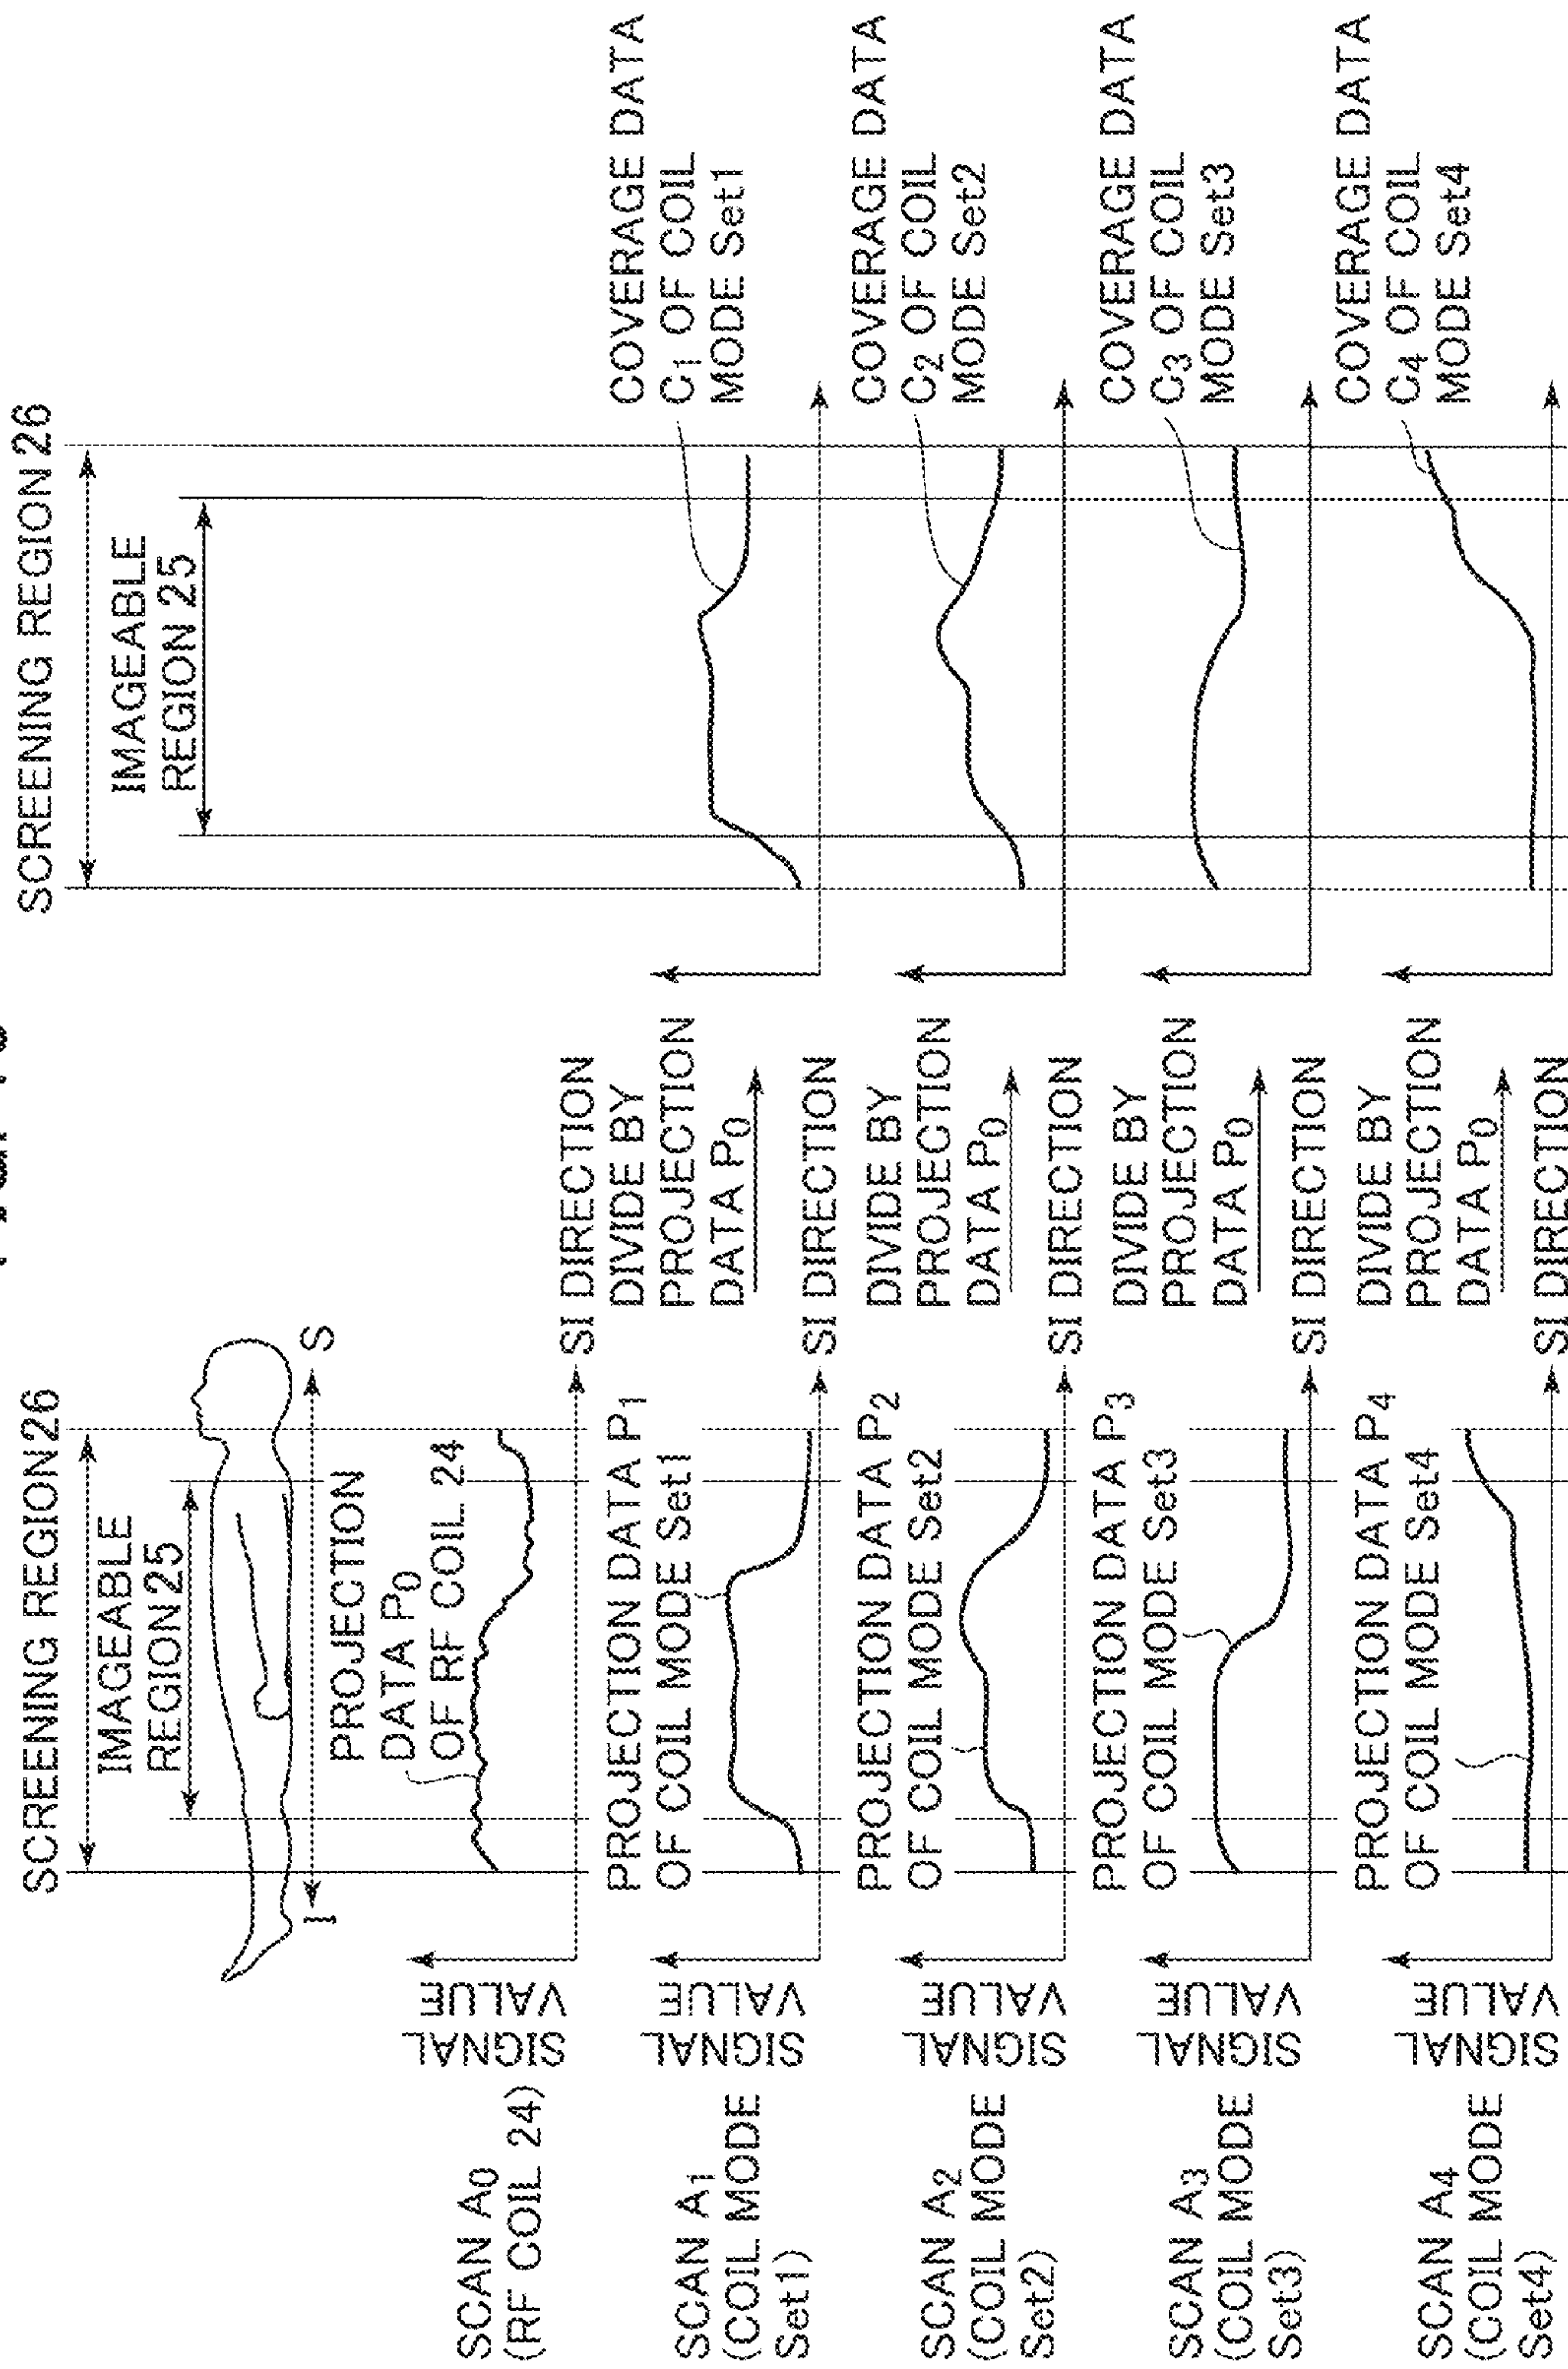 SCREENING REGION 26
IMAGEABLE
REGION 25
I
S
SCAN A0
(RF COIL 24)
SIGNAL
VALUE
PROJECTION
DATA P0
OF RF COIL 24
SI DIRECTION
SCAN A1
(COIL MODE
Set1)
SIGNAL
VALUE
PROJECTION DATA P1
OF COIL MODE Set1
SI DIRECTION
SCAN A2
(COIL MODE
Set2)
SIGNAL
VALUE
PROJECTION DATA P2
OF COIL MODE Set2
SI DIRECTION
SCAN A3
(COIL MODE
Set3)
SIGNAL
VALUE
PROJECTION DATA P3
OF COIL MODE Set3
SI DIRECTION
SCAN A4
(COIL MODE
Set4)
SIGNAL
VALUE
PROJECTION DATA P4
OF COIL MODE Set4
SI DIRECTION
DIVIDE BY
PROJECTION
DATA P0
DIVIDE BY
PROJECTION
DATA P0
DIVIDE BY
PROJECTION
DATA P0
DIVIDE BY
PROJECTION
DATA P0
SCREENING REGION 26
IMAGEABLE
REGION 25
COVERAGE DATA
C1 OF COIL
MODE Set1
COVERAGE DATA
C2 OF COIL
MODE Set2
COVERAGE DATA
C3 OF COIL
MODE Set3
COVERAGE DATA
C4 OF COIL
MODE Set4